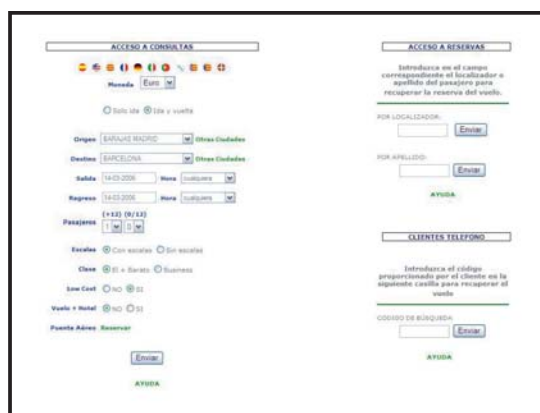 ACCESO A CONSULTAS
Moneda Euro
Solo ida Ida y vuelta
Origen BARAJAS MADRID Otras Ciudades
Destino BARCELONA Otras Ciudades
Salida 14-03-2006 Hora cualquiera
Regreso 14-03-2006 Hora cualquiera
(+12) (0/12)
Pasajeros 1 0
Escalas Con escalas Sin escalas
Clase El + Barato Business
Low Cost NO SI
Vuelo + Hotel NO SI
Puente Aéreo Reservar
Enviar
AYUDA
ACCESO A RESERVAS
Introduzca en el campo
correspondiente el localizador o
apellido del pasajero para
recuperar la reserva del vuelo.
POR LOCALIZADOR:
Enviar
POR APELLIDO:
Enviar
AYUDA
CLIENTES TELEFONO
Introduzca el código
proporcionado por el cliente en la
siguiente casilla para recuperar el
vuelo
CODIGO DE BÚSQUEDA:
Enviar
AYUDA